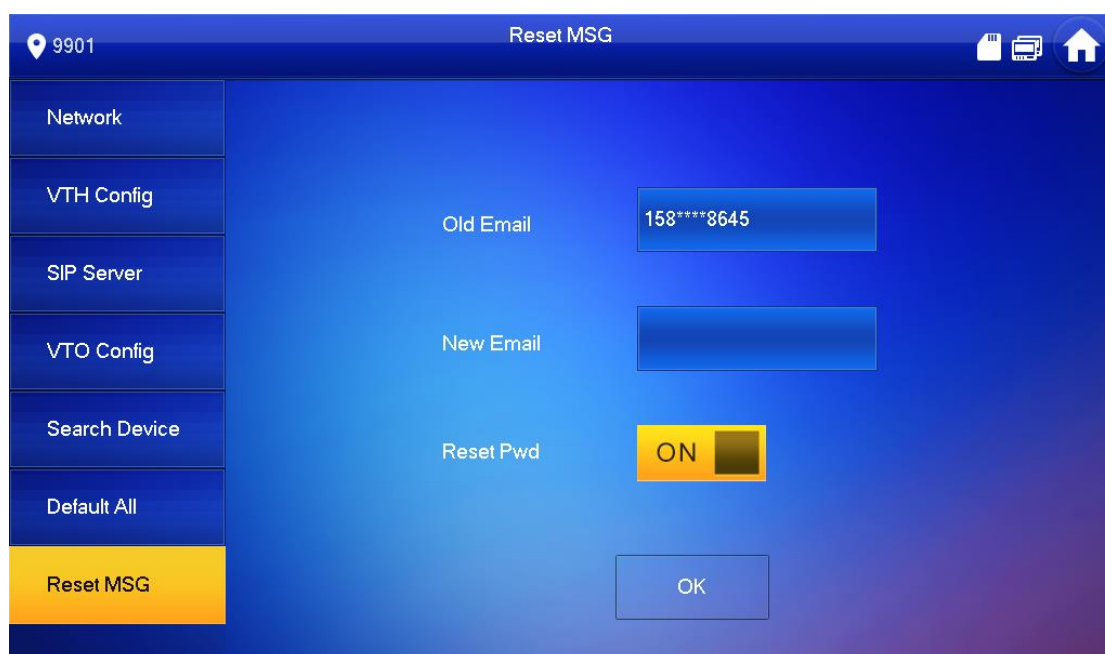 9901
Reset MSG
Network
VTH Config
SIP Server
VTO Config
Search Device
Default All
Reset MSG
Old Email
158****8645
New Email
Reset Pwd
ON
OK